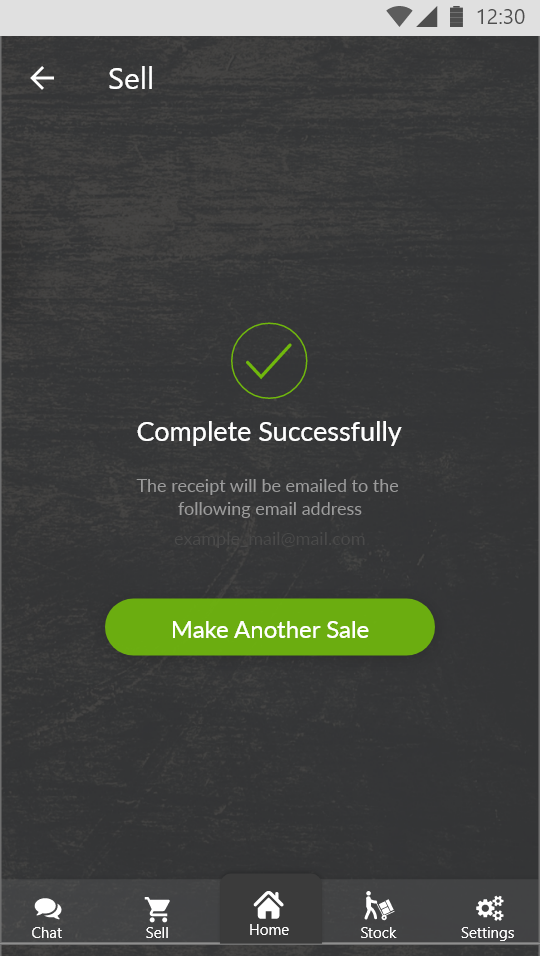 12:30
Sell
Complete Successfully
The receipt will be emailed to the
following email address
example_mail@mail.com
Make Another Sale
Chat
Sell
Home
Stock
Settings